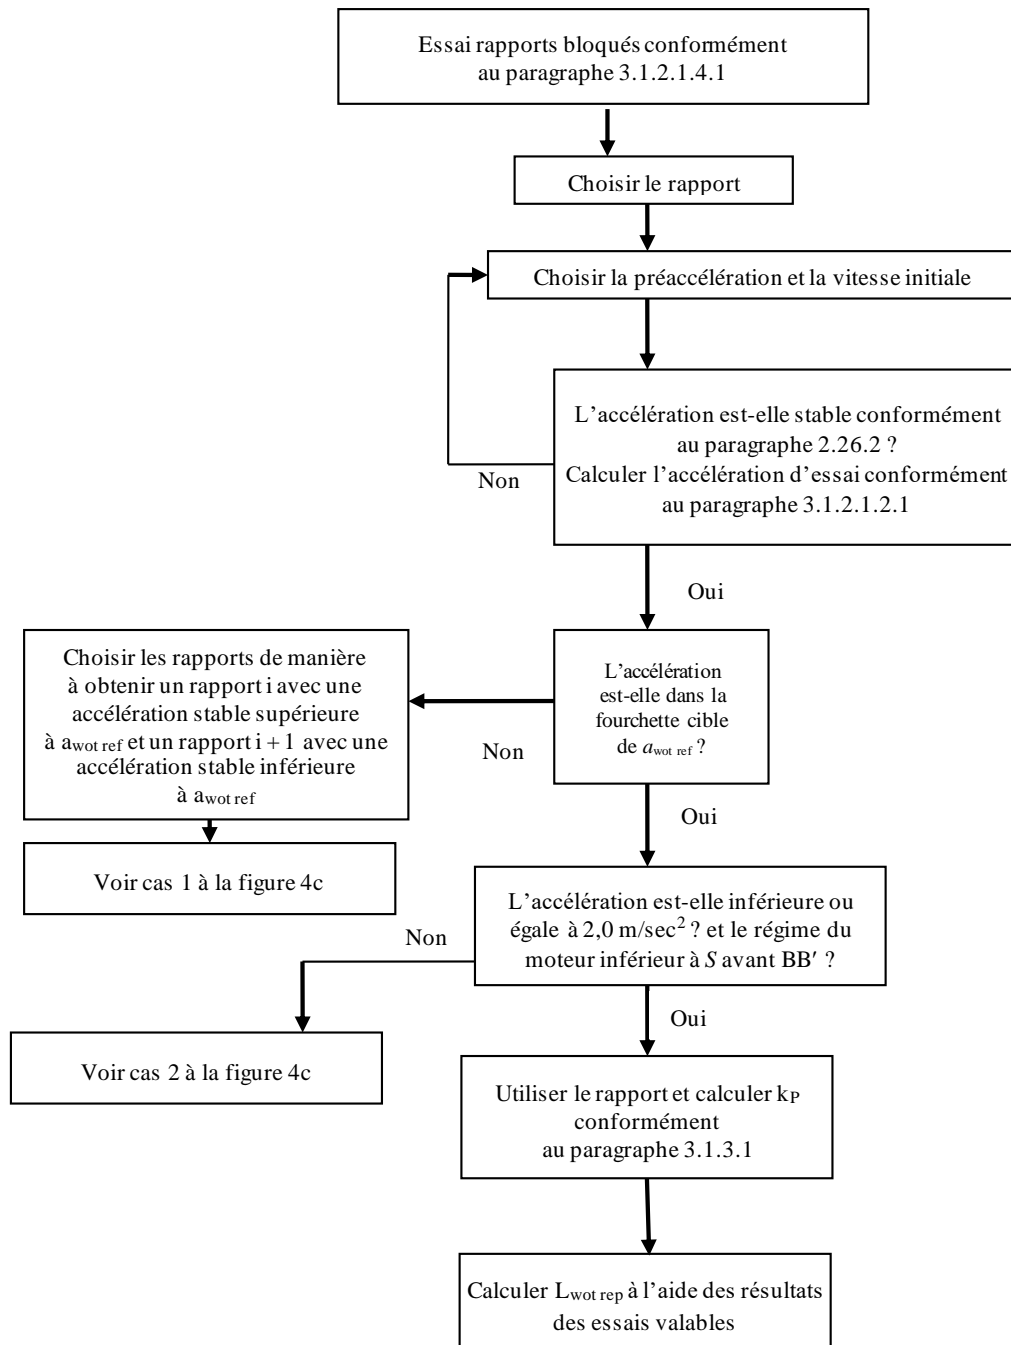 Essai rapports bloqués conformément
au paragraphe 3.1.2.1.4.1
Choisir le rapport
Choisir la préaccélération et la vitesse initiale
L’accélération est-elle stable conformément
au paragraphe 2.26.2 ?
Calculer l’accélération d’essai conformément
au paragraphe 3.1.2.1.2.1
Non
Oui
Choisir les rapports de manière
à obtenir un rapport i avec une
accélération stable supérieure
à awot ref et un rapport i + 1 avec une
accélération stable inférieure
à awot ref
L’accélération
est-elle dans la
fourchette cible
de awot ref ?
Non
Oui
Voir cas 1 à la figure 4c
L’accélération est-elle inférieure ou
égale à 2,0 m/sec2 ? et le régime du
moteur inférieur à S avant BB′ ?
Non
Oui
Voir cas 2 à la figure 4c
Utiliser le rapport et calculer kP
conformément
au paragraphe 3.1.3.1
Calculer Lwot rep à l’aide des résultats
des essais valables